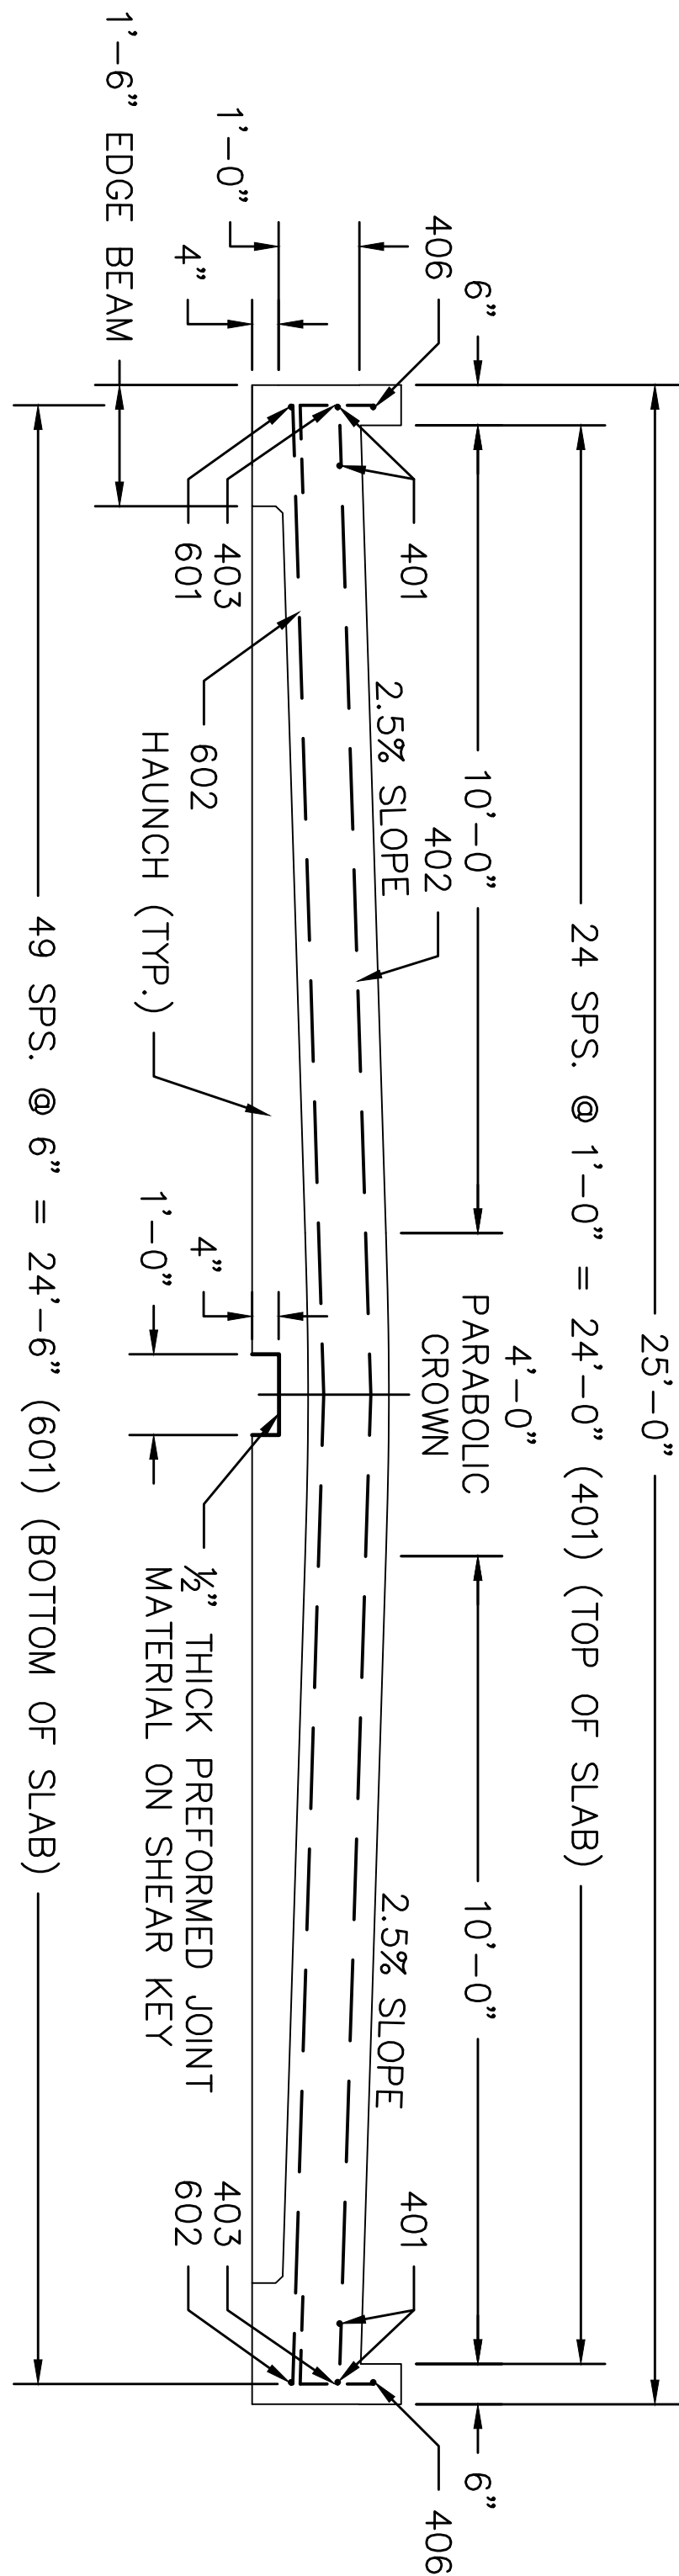 25'-0"
24 SPS. @ 1'-0" = 24'-0" (401) (TOP OF SLAB)
6"
10'-0"
4'-0"
PARABOLIC
CROWN
10'-0"
6"
406
401
2.5% SLOPE
402
2.5% SLOPE
401
406
1'-0"
4"
403
601
602
HAUNCH (TYP.)
4"
1'-0"
½" THICK PREFORMED JOINT
MATERIAL ON SHEAR KEY
403
602
1'-6" EDGE BEAM
49 SPS. @ 6" = 24'-6" (601) (BOTTOM OF SLAB)